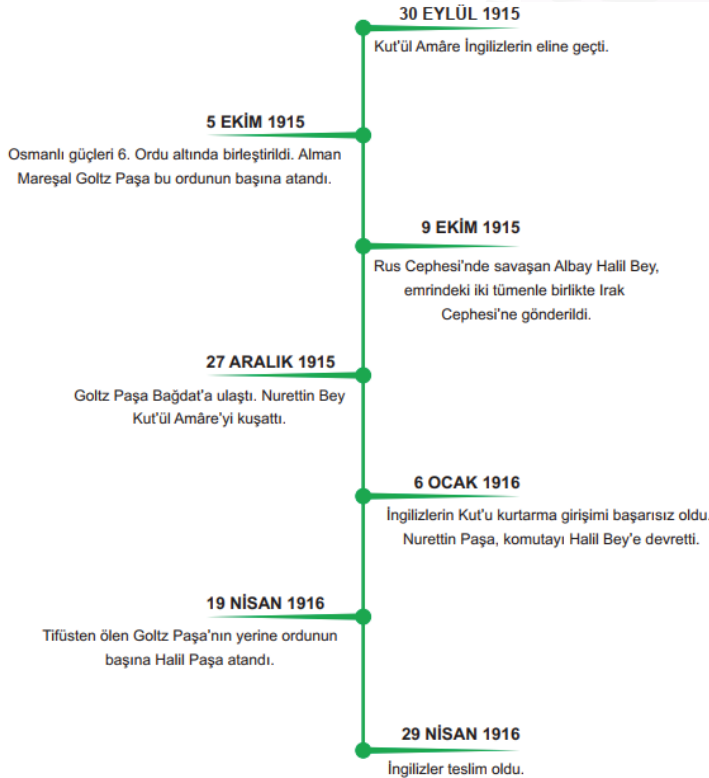 30 EYLÜL 1915
Kut'ül Amâre İngilizlerin eline geçti.
5 EKİM 1915
Osmanlı güçleri 6. Ordu altında birleştirildi. Alman
Mareşal Goltz Paşa bu ordunun başına atandı.
9 EKİM 1915
Rus Cephesi'nde savaşan Albay Halil Bey,
emrindeki iki tümenle birlikte Irak
Cephesi'ne gönderildi.
27 ARALIK 1915
Goltz Paşa Bağdat'a ulaştı. Nurettin Bey
Kut'ül Amâre'yi kuşattı.
6 OCAK 1916
İngilizlerin Kut'u kurtarma girişimi başarısız oldu.
Nurettin Paşa, komutayı Halil Bey'e devretti.
19 NİSAN 1916
Tifüsten ölen Goltz Paşa'nın yerine ordunun
başına Halil Paşa atandı.
29 NİSAN 1916
İngilizler teslim oldu.